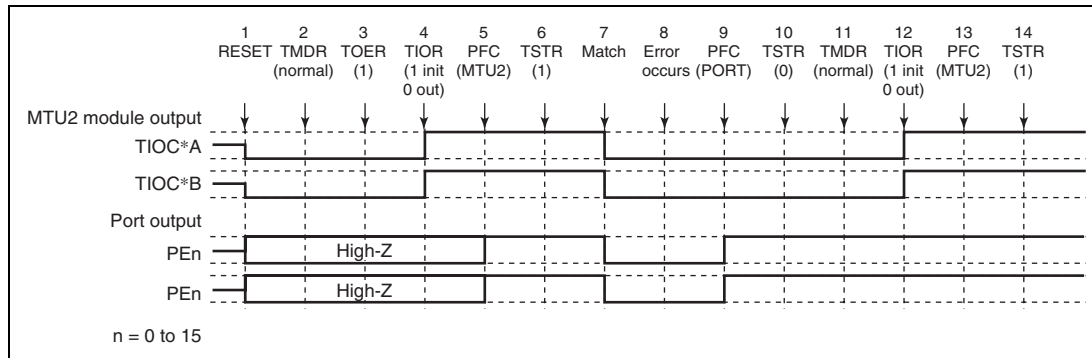 1 2 3 4 5 6 7 8 9 10 11 12 13 14
RESET TMDR TOER TIOR PFC TSTR Match Error PFC TSTR TMDR TIOR PFC TSTR
(normal) (1) (1 init (MTU2) (1) occurs (PORT) (0) (normal) (1 init (MTU2) (1)
0 out) 0 out)
MTU2 module output
TIOC*A
TIOC*B
Port output
PEn High-Z
PEn High-Z
n = 0 to 15